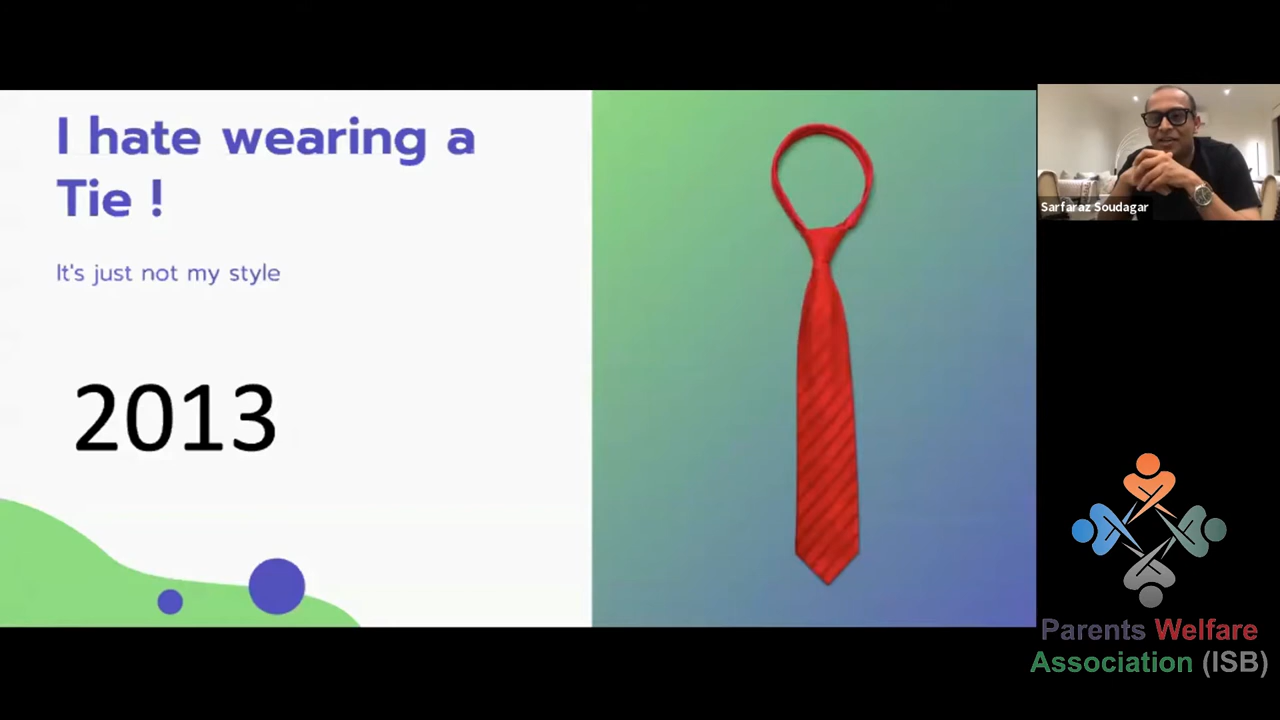 I hate wearing a
Tie !
It's just not my style
2013
Sarfaraz Soudagar
Parents Welfare
Association (ISB)